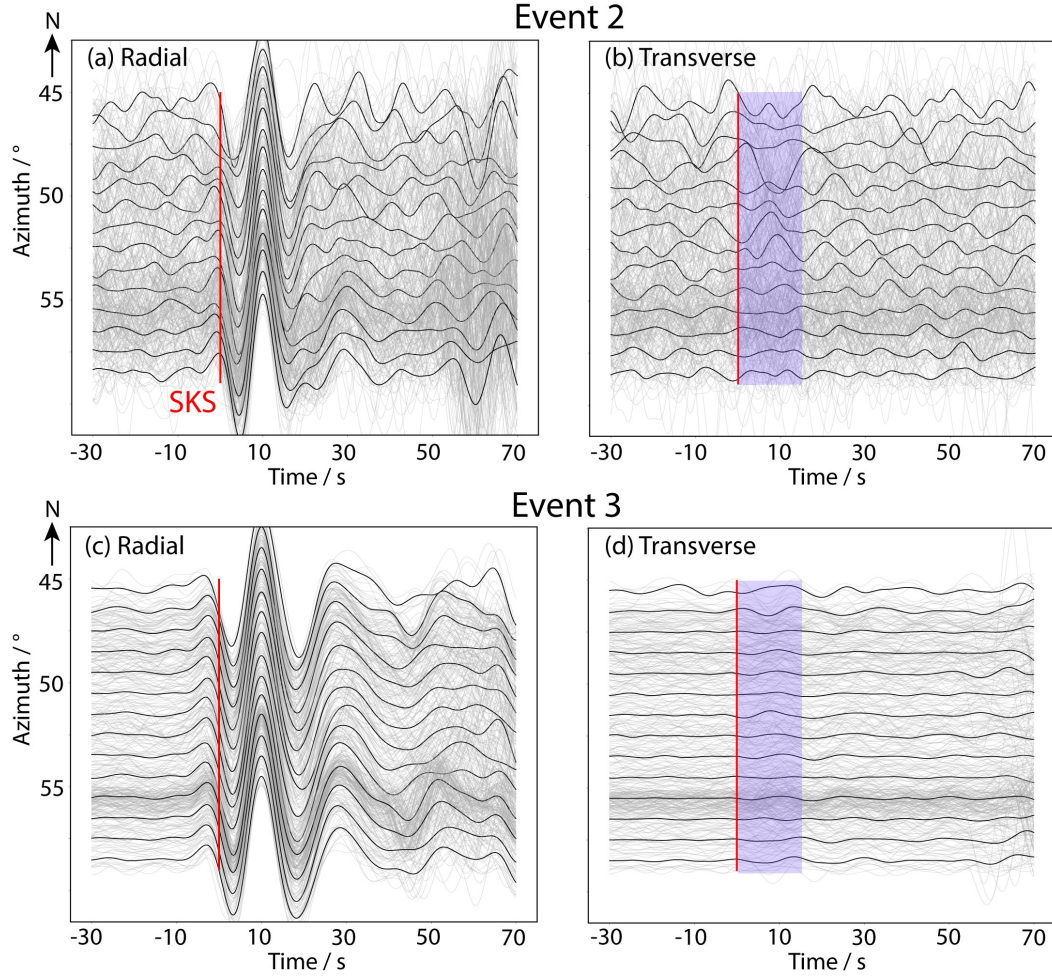 Event 2
N
(a) Radial
(b) Transverse
45
50
55
Azimuth / °
SKS
-30 -10 10 30 50 70
-30 -10 10 30 50 70
Time / s
Time / s
Event 3
N
(c) Radial
(d) Transverse
45
50
55
Azimuth / °
-30 -10 10 30 50 70
-30 -10 10 30 50 70
Time / s
Time / s